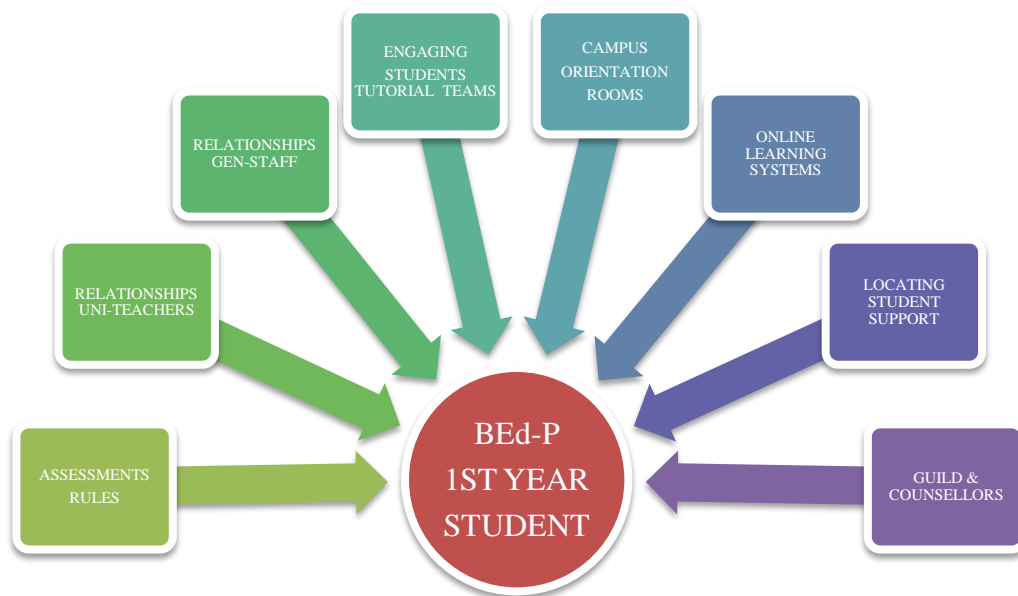 ASSESSMENTS
RULES
RELATIONSHIPS
UNI-TEACHERS
RELATIONSHIPS
GEN-STAFF
ENGAGING
STUDENTS
TUTORIAL TEAMS
CAMPUS
ORIENTATION
ROOMS
ONLINE
LEARNING
SYSTEMS
LOCATING
STUDENT
SUPPORT
GUILD &
COUNSELLORS
BEd-P
1ST YEAR
STUDENT